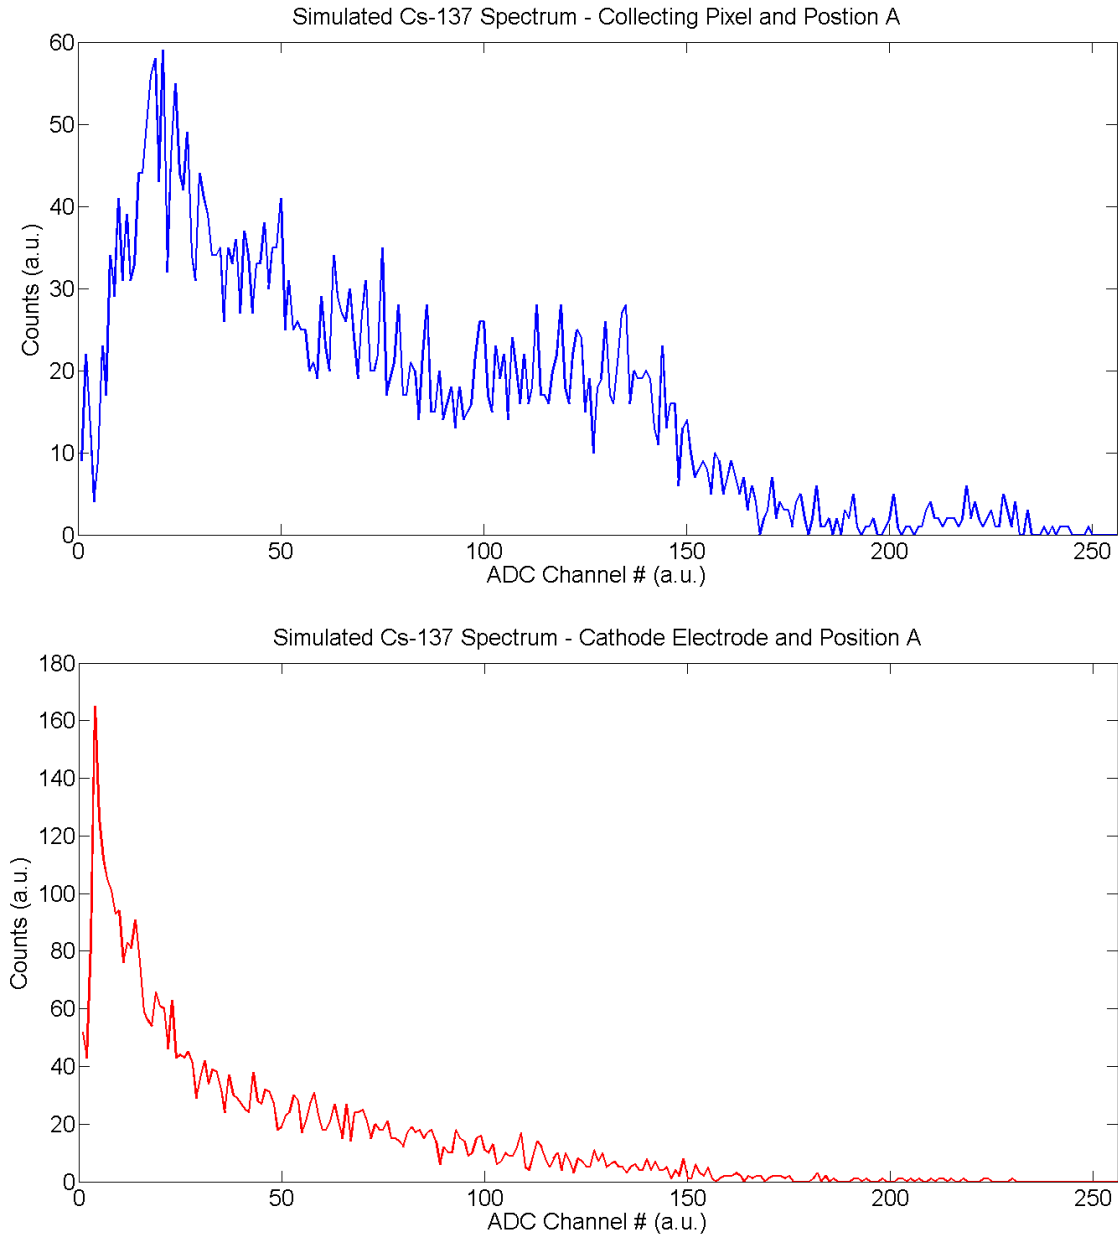 Simulated Cs-137 Spectrum - Collecting Pixel and Postion A
60
50
40
30
20
10
0
Counts (a.u.)
0 50 100 150 200 250
ADC Channel # (a.u.)
Simulated Cs-137 Spectrum - Cathode Electrode and Position A
180
160
140
120
100
80
60
40
20
0
Counts (a.u.)
0 50 100 150 200 250
ADC Channel # (a.u.)